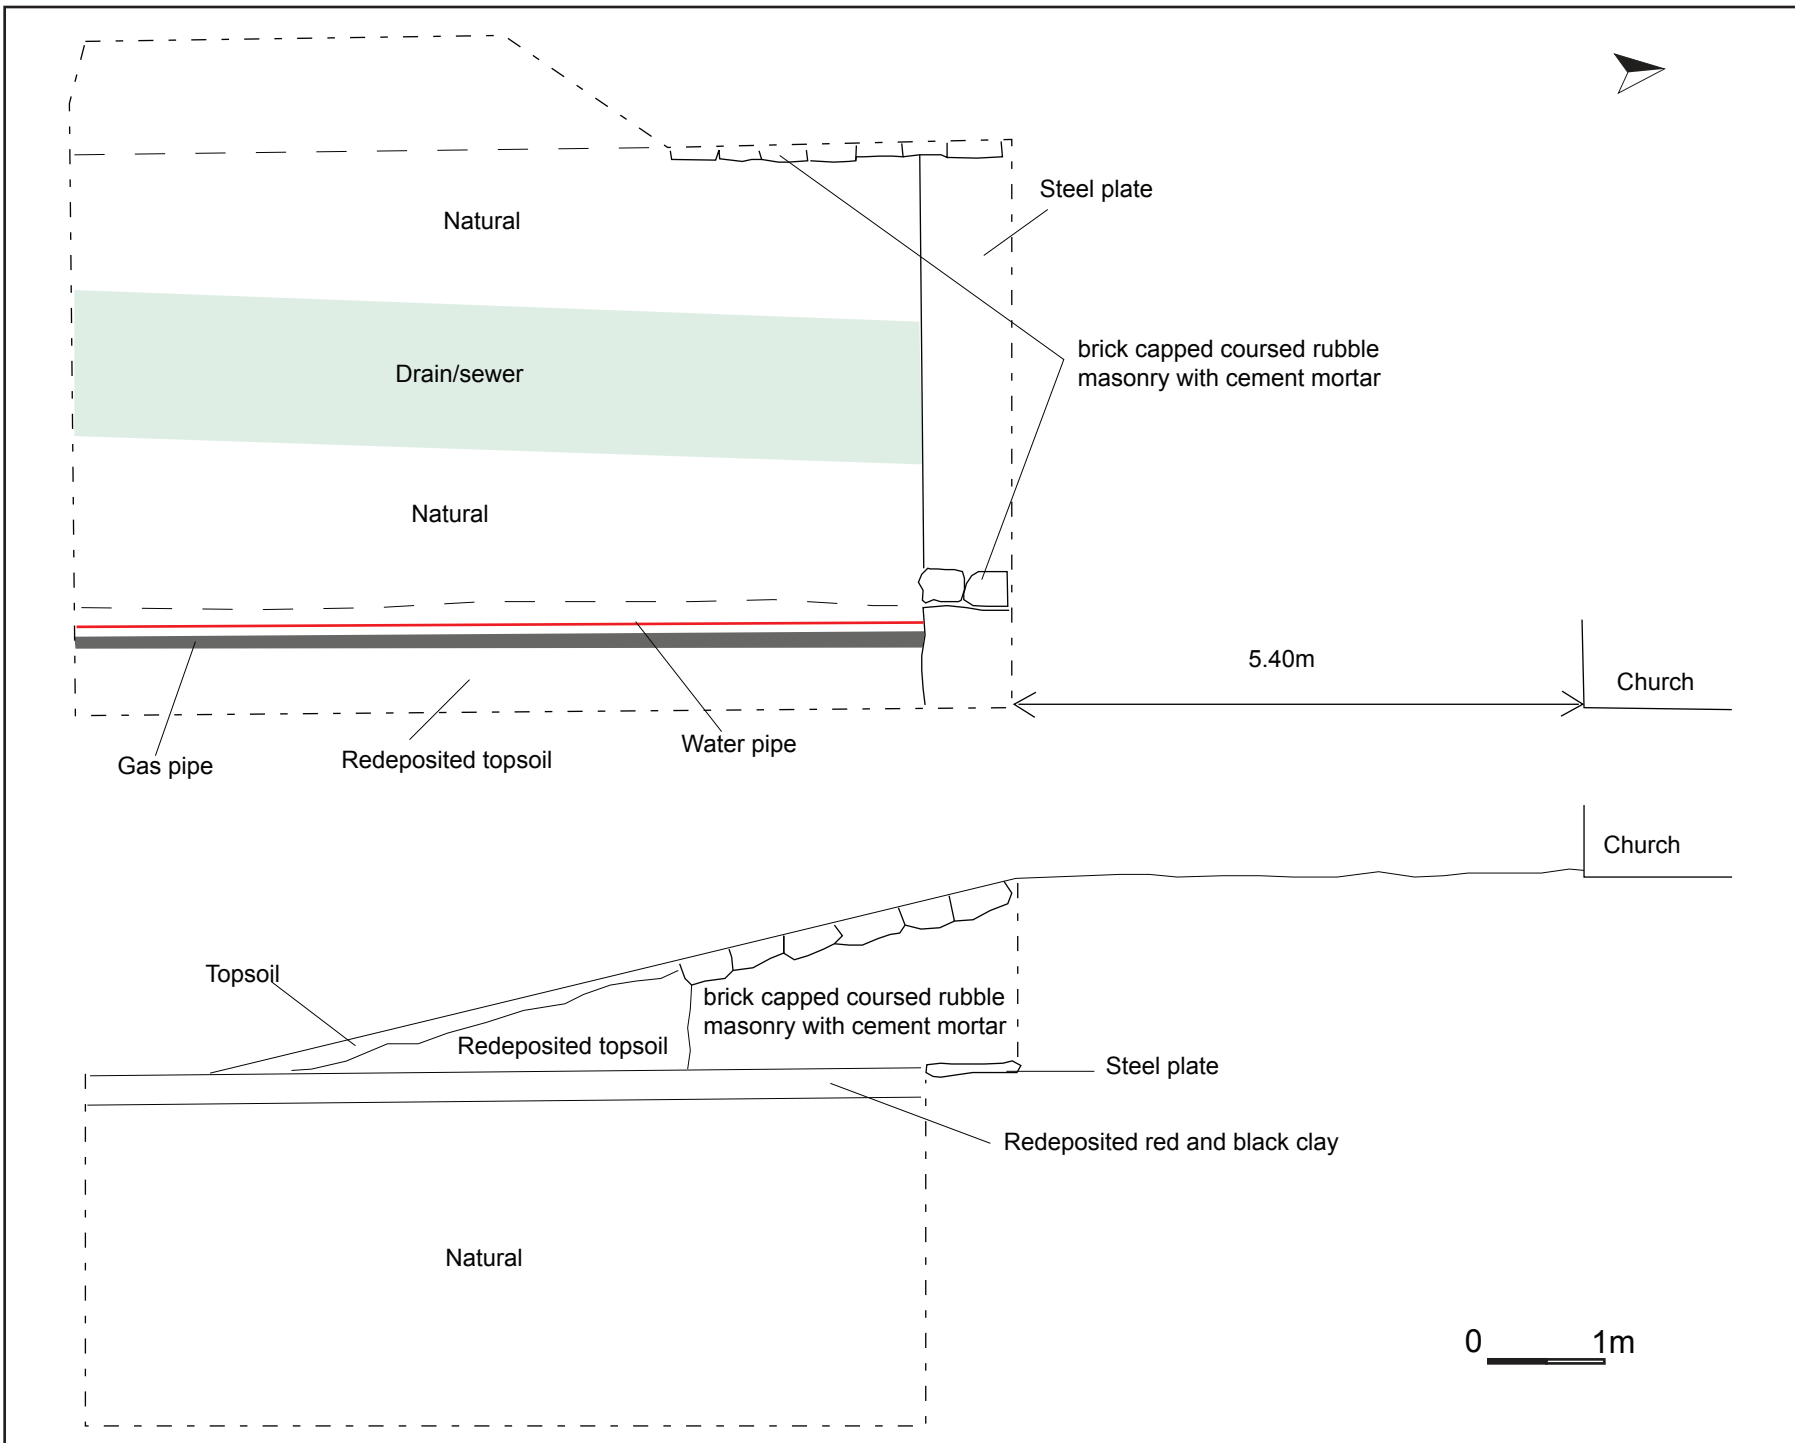 Natural
Steel plate
brick capped coursed rubble
masonry with cement mortar
Drain/sewer
Natural
5.40m
Church
Gas pipe
Redeposited topsoil
Water pipe
Church
Topsoil
brick capped coursed rubble
masonry with cement mortar
Redeposited topsoil
Steel plate
Redeposited red and black clay
Natural
0 1m